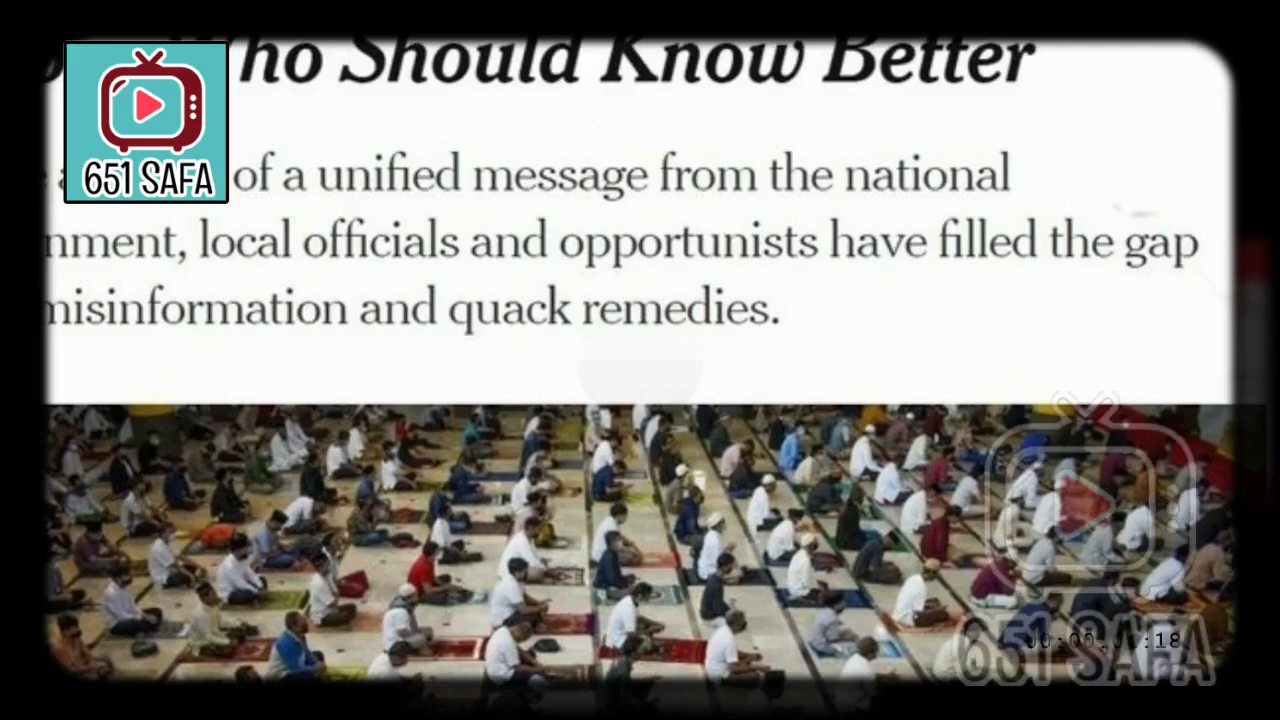 Who Should Know Better
651 SAFA
of a unified message from the national
nment, local officials and opportunists have filled the gap
misinformation and quack remedies.
651 SAFA